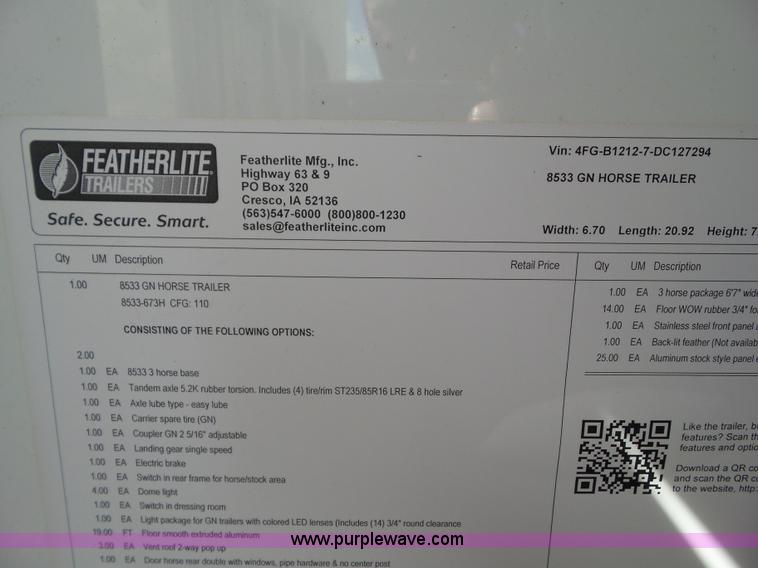 FEATHERLITE
TRAILERS
Safe. Secure. Smart.
Featherlite Mfg., Inc.
Highway 63 & 9
PO Box 320
Cresco, IA 52136
(563)547-6000 (800)800-1230
sales@featherliteinc.com
Vin: 4FG-B1212-7-DC127294
8533 GN HORSE TRAILER
Width: 6.70 Length: 20.92 Height: 7.
Qty UM Description Retail Price
1.00 8533 GN HORSE TRAILER
8533-673H CFG: 110
CONSISTING OF THE FOLLOWING OPTIONS:
2.00
1.00 EA 8533 3 horse base
1.00 EA Tandem axle 5.2K rubber torsion. Includes (4) tire/rim ST235/85R16 LRE & 8 hole silver
1.00 EA Axle lube type - easy lube
1.00 EA Carrier spare tire (GN)
1.00 EA Coupler GN 2 5/16" adjustable
1.00 EA Landing gear single speed
1.00 EA Electric brake
1.00 EA Switch in rear frame for horse/stock area
4.00 EA Dome light
1.00 EA Switch in dressing room
1.00 EA Light package for GN trailers with colored LED lenses (Includes (14) 3/4" round clearance
19.00 FT Floor smooth extruded aluminum
3.00 EA Vent roof 2-way pop up
1.00 EA Door horse rear double with windows, pipe hardware & no center post
Qty UM Description
1.00 EA 3 horse package 6'7" wide
14.00 EA Floor WOW rubber 3/4" fo
1.00 EA Stainless steel front panel
1.00 EA Back-lit feather (Not availab
25.00 EA Aluminum stock style panel
Like the trailer, b
features? Scan th
features and optio
Download a QR co
and scan the QR co
to the website, http:
www.purplewave.com